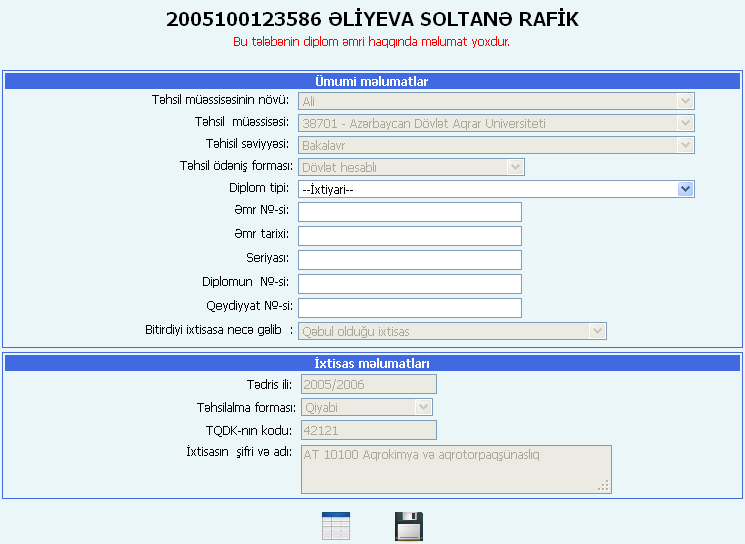 2005100123586 ƏLİYEVA SOLTANƏ RAFİK
Bu tələbənin diplom əmri haqqında məlumat yoxdur.
Ümumi məlumatlar
Təhsil müəssisəsinin növü: Ali
Təhsil müəssisəsi: 38701 - Azərbaycan Dövlət Aqrar Universiteti
Təhisil səviyyəsi: Bakalavr
Təhsil ödəniş forması: Dövlət hesablı
Diplom tipi: --İxtiyari--
Əmr №-si:
Əmr tarixi:
Seriyası:
Diplomun №-si:
Qeydiyyat №-si:
Bitirdiyi ixtisasa necə gəlib : Qəbul olduğu ixtisas
İxtisas məlumatları
Tədris ili: 2005/2006
Təhsilalma forması: Qiyabi
TQDK-nın kodu: 42121
İxtisasın şifri və adı: AT 10100 Aqrokimya və aqrotorpaqşünaslıq